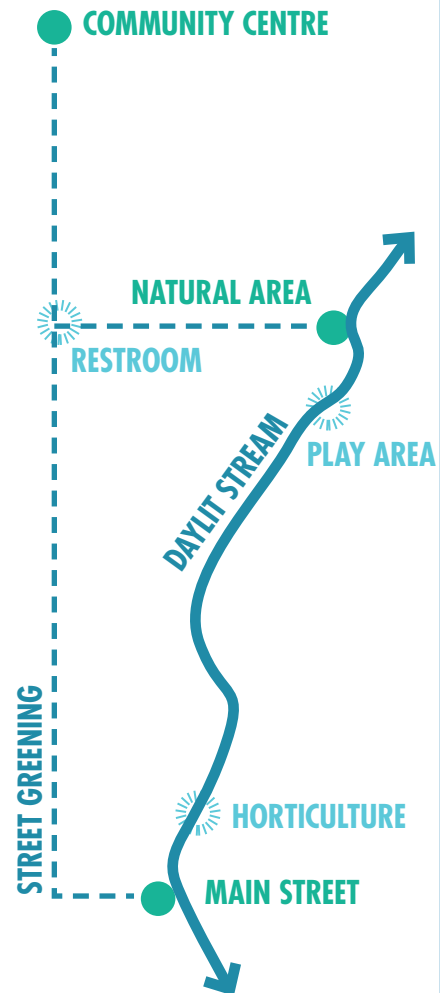 COMMUNITY CENTRE
NATURAL AREA
RESTROOM
PLAY AREA
DAYLIT STREAM
STREET GREENING
HORTICULTURE
MAIN STREET